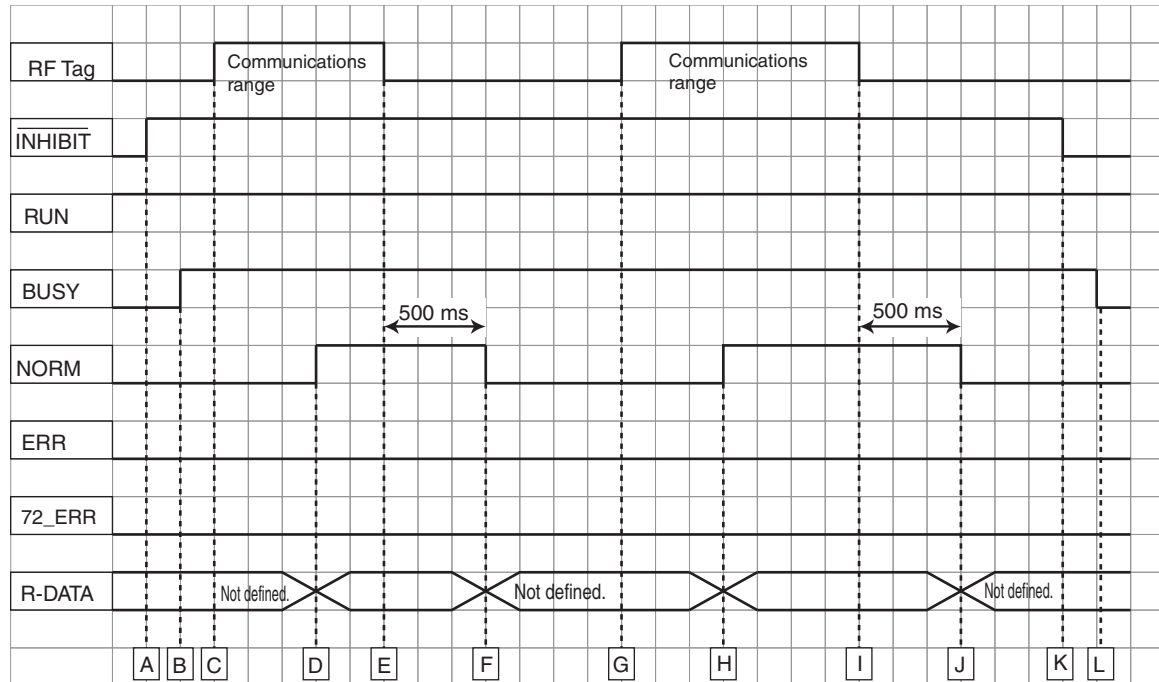 RF Tag
Communications
range
Communications
range
INHIBIT
RUN
BUSY
500 ms
500 ms
NORM
ERR
72_ERR
R-DATA
Not defined.
Not defined.
Not defined.
A B C D E F G H I J K L